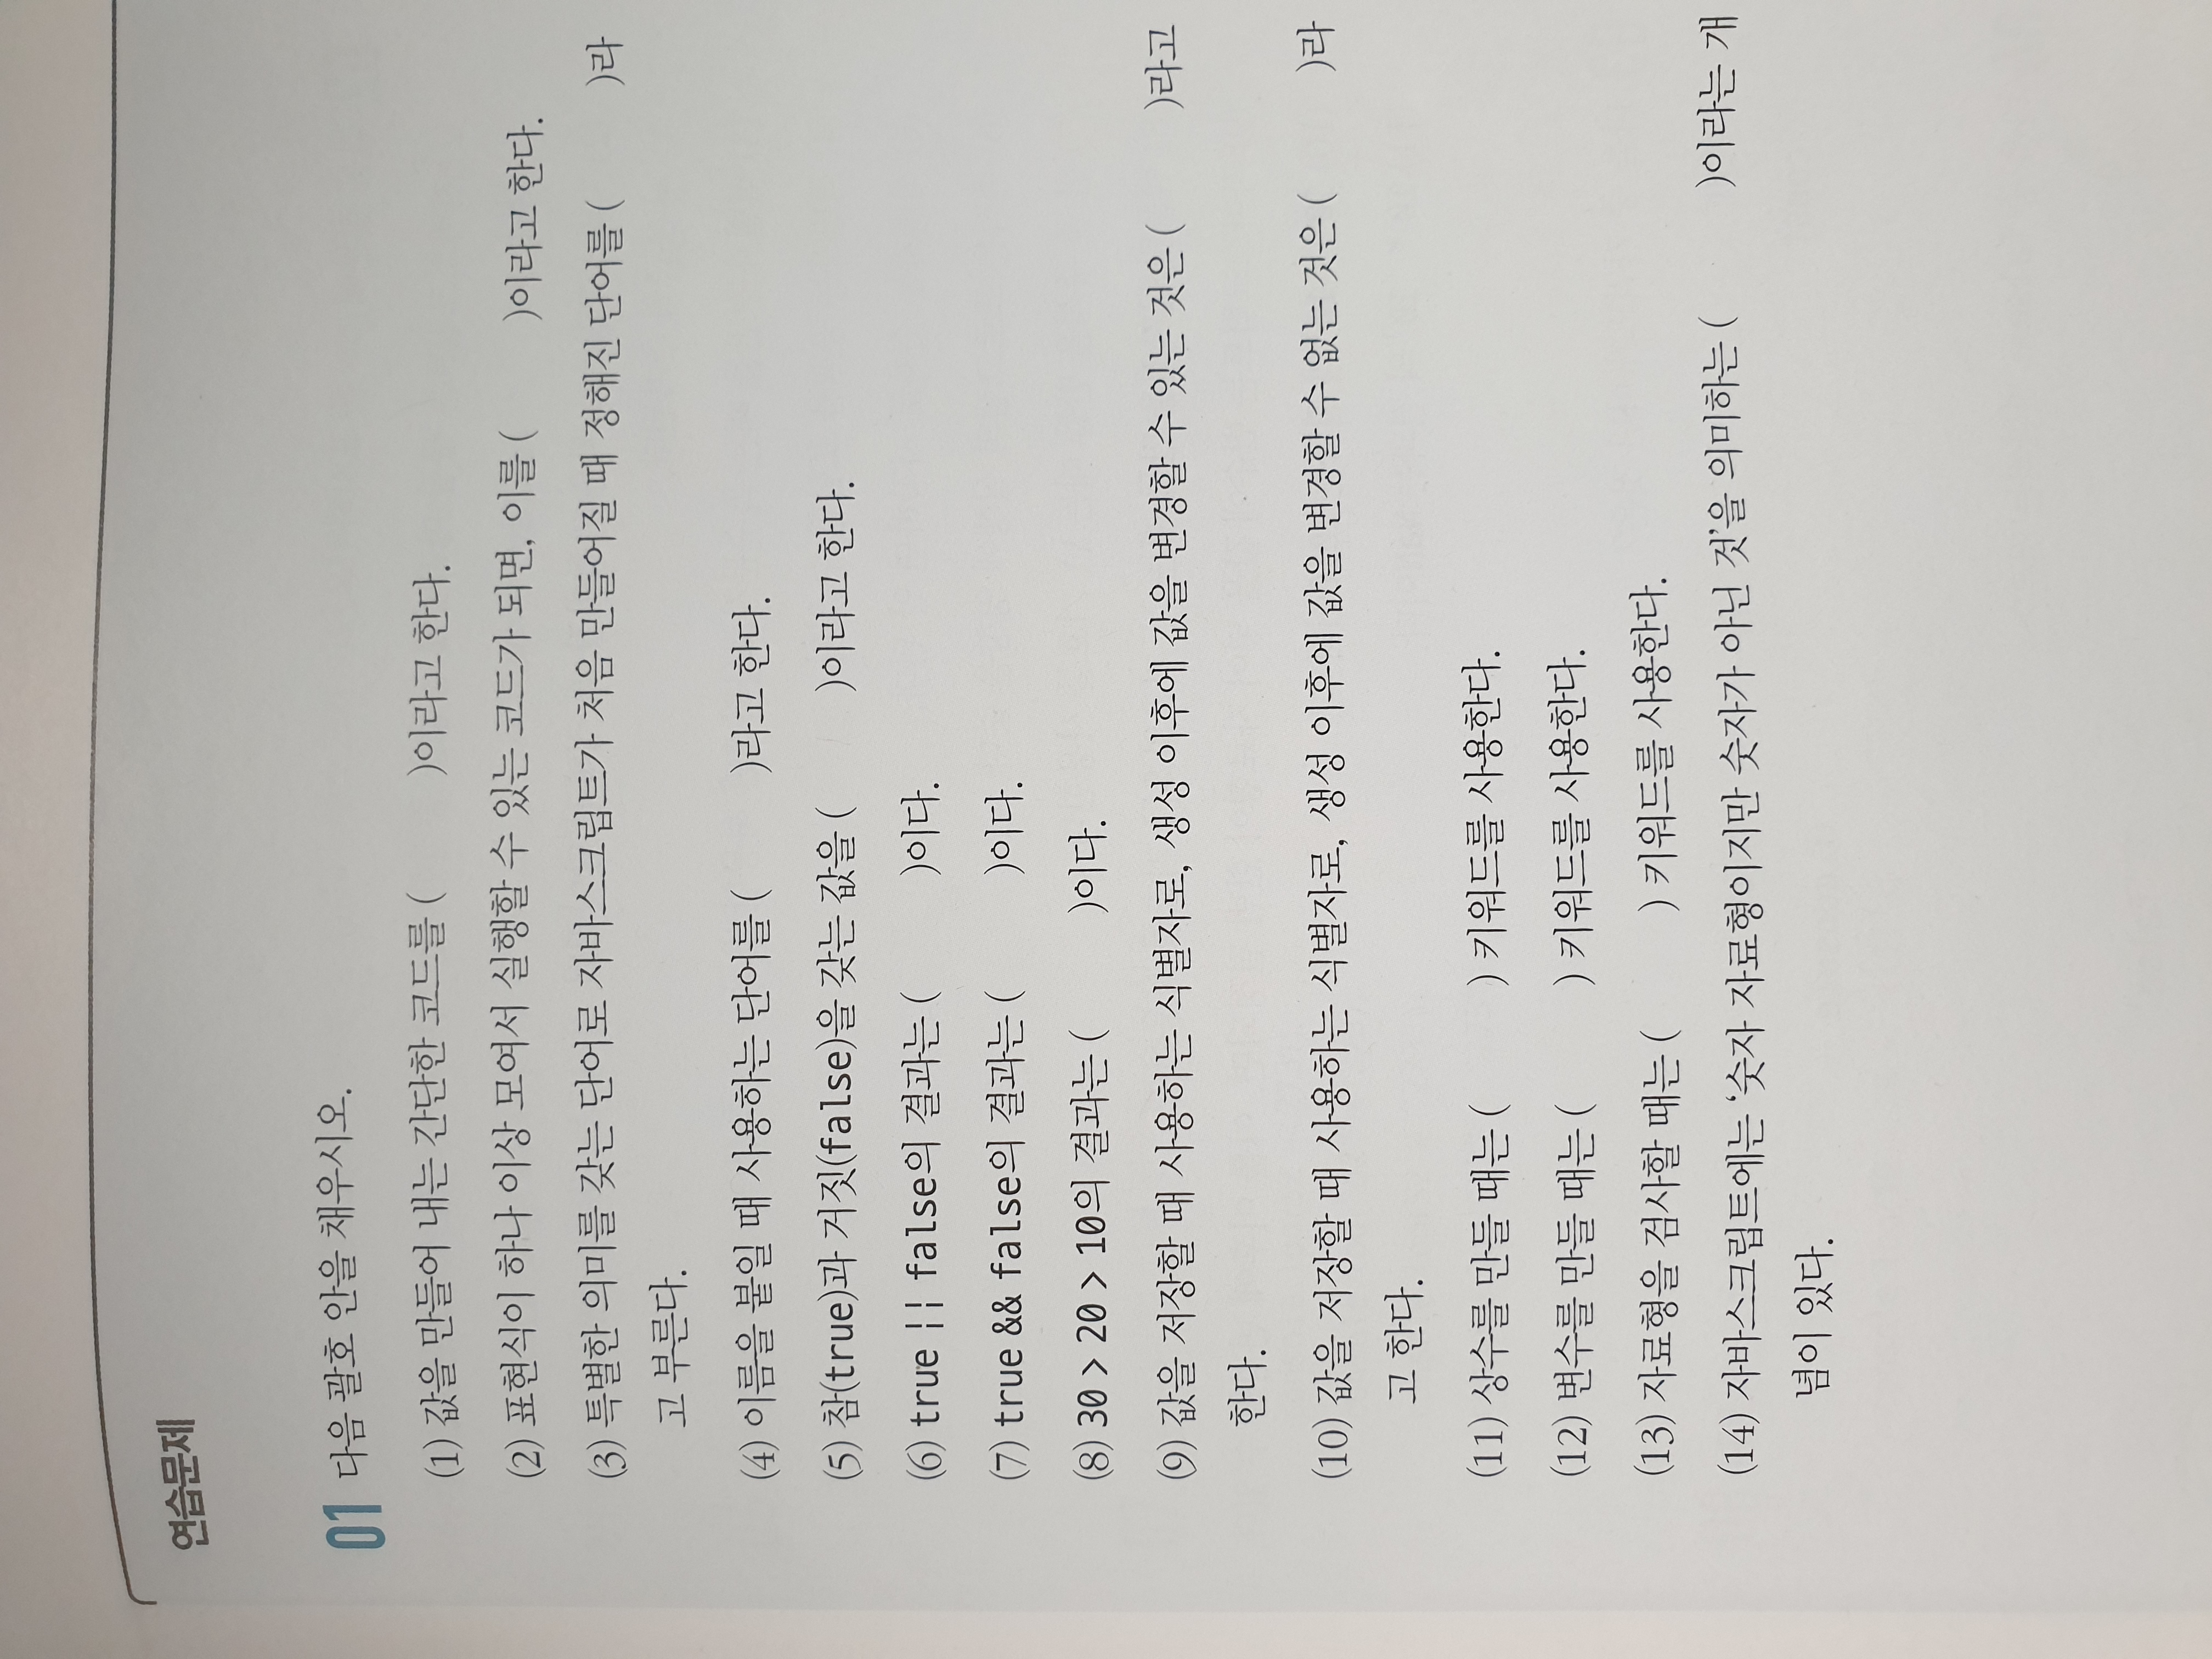 연습문제
01 다음 괄호 안을 채우시오.
(1) 값을 만들어 내는 간단한 코드를 (          )이라고 한다.
(2) 표현식이 하나 이상 모여서 실행할 수 있는 코드가 되면, 이를 (          )이라고 한다.
(3) 특별한 의미를 갖는 단어로 자바스크립트가 처음 만들어질 때 정해진 단어를 (          )라
고 부른다.
(4) 이름을 붙일 때 사용하는 단어를 (          )라고 한다.
(5) 참(true)과 거짓(false)을 갖는 값을 (          )이라고 한다.
(6) true || false의 결과는 (          )이다.
(7) true && false의 결과는 (          )이다.
(8) 30 > 20 > 10의 결과는 (          )이다.
(9) 값을 저장할 때 사용하는 식별자로, 생성 이후에 값을 변경할 수 있는 것은 (          )라고
한다.
(10) 값을 저장할 때 사용하는 식별자로, 생성 이후에 값을 변경할 수 없는 것은 (          )라
고 한다.
(11) 상수를 만들 때는 (          ) 키워드를 사용한다.
(12) 변수를 만들 때는 (          ) 키워드를 사용한다.
(13) 자료형을 검사할 때는 (          ) 키워드를 사용한다.
(14) 자바스크립트에는 ‘숫자 자료형이지만 숫자가 아닌 것’을 의미하는 (          )이라는 개
념이 있다.